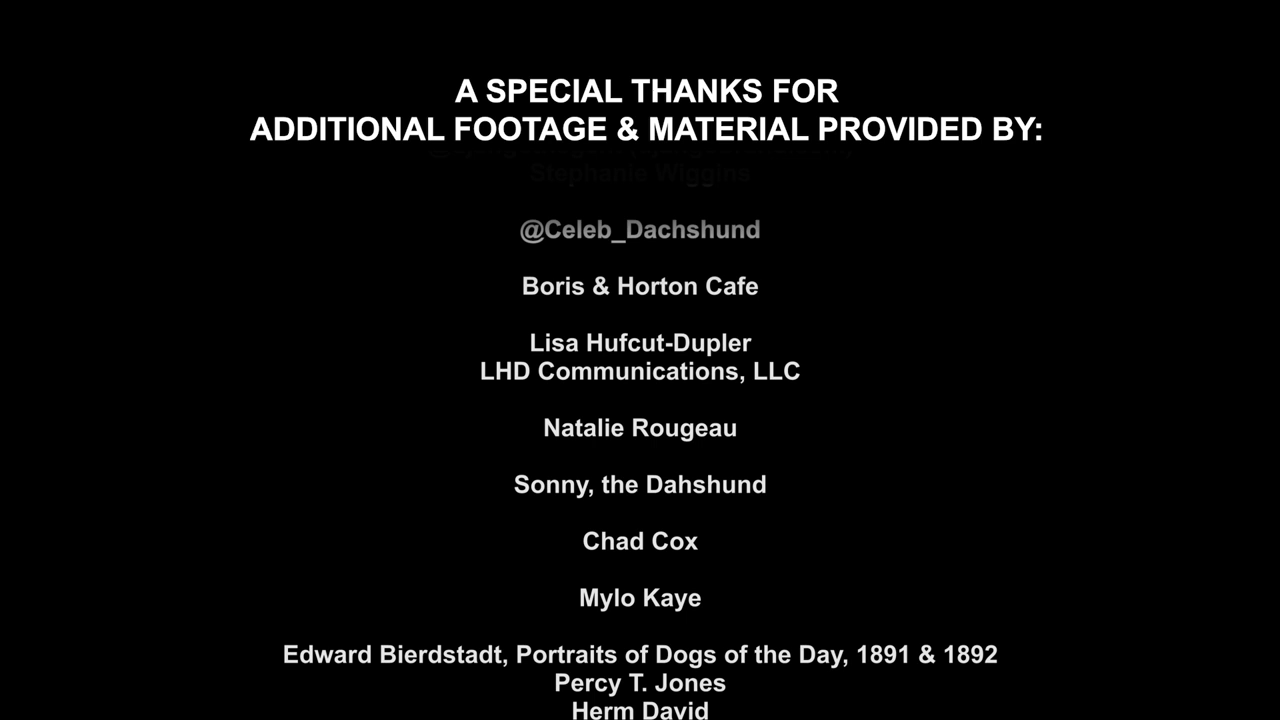 A SPECIAL THANKS FOR
ADDITIONAL FOOTAGE & MATERIAL PROVIDED BY:
Stephanie Wiggins
@Celeb_Dachshund
Boris & Horton Cafe
Lisa Hufcut-Dupler
LHD Communications, LLC
Natalie Rougeau
Sonny, the Dahshund
Chad Cox
Mylo Kaye
Edward Bierdstadt, Portraits of Dogs of the Day, 1891 & 1892
Percy T. Jones
Herm David